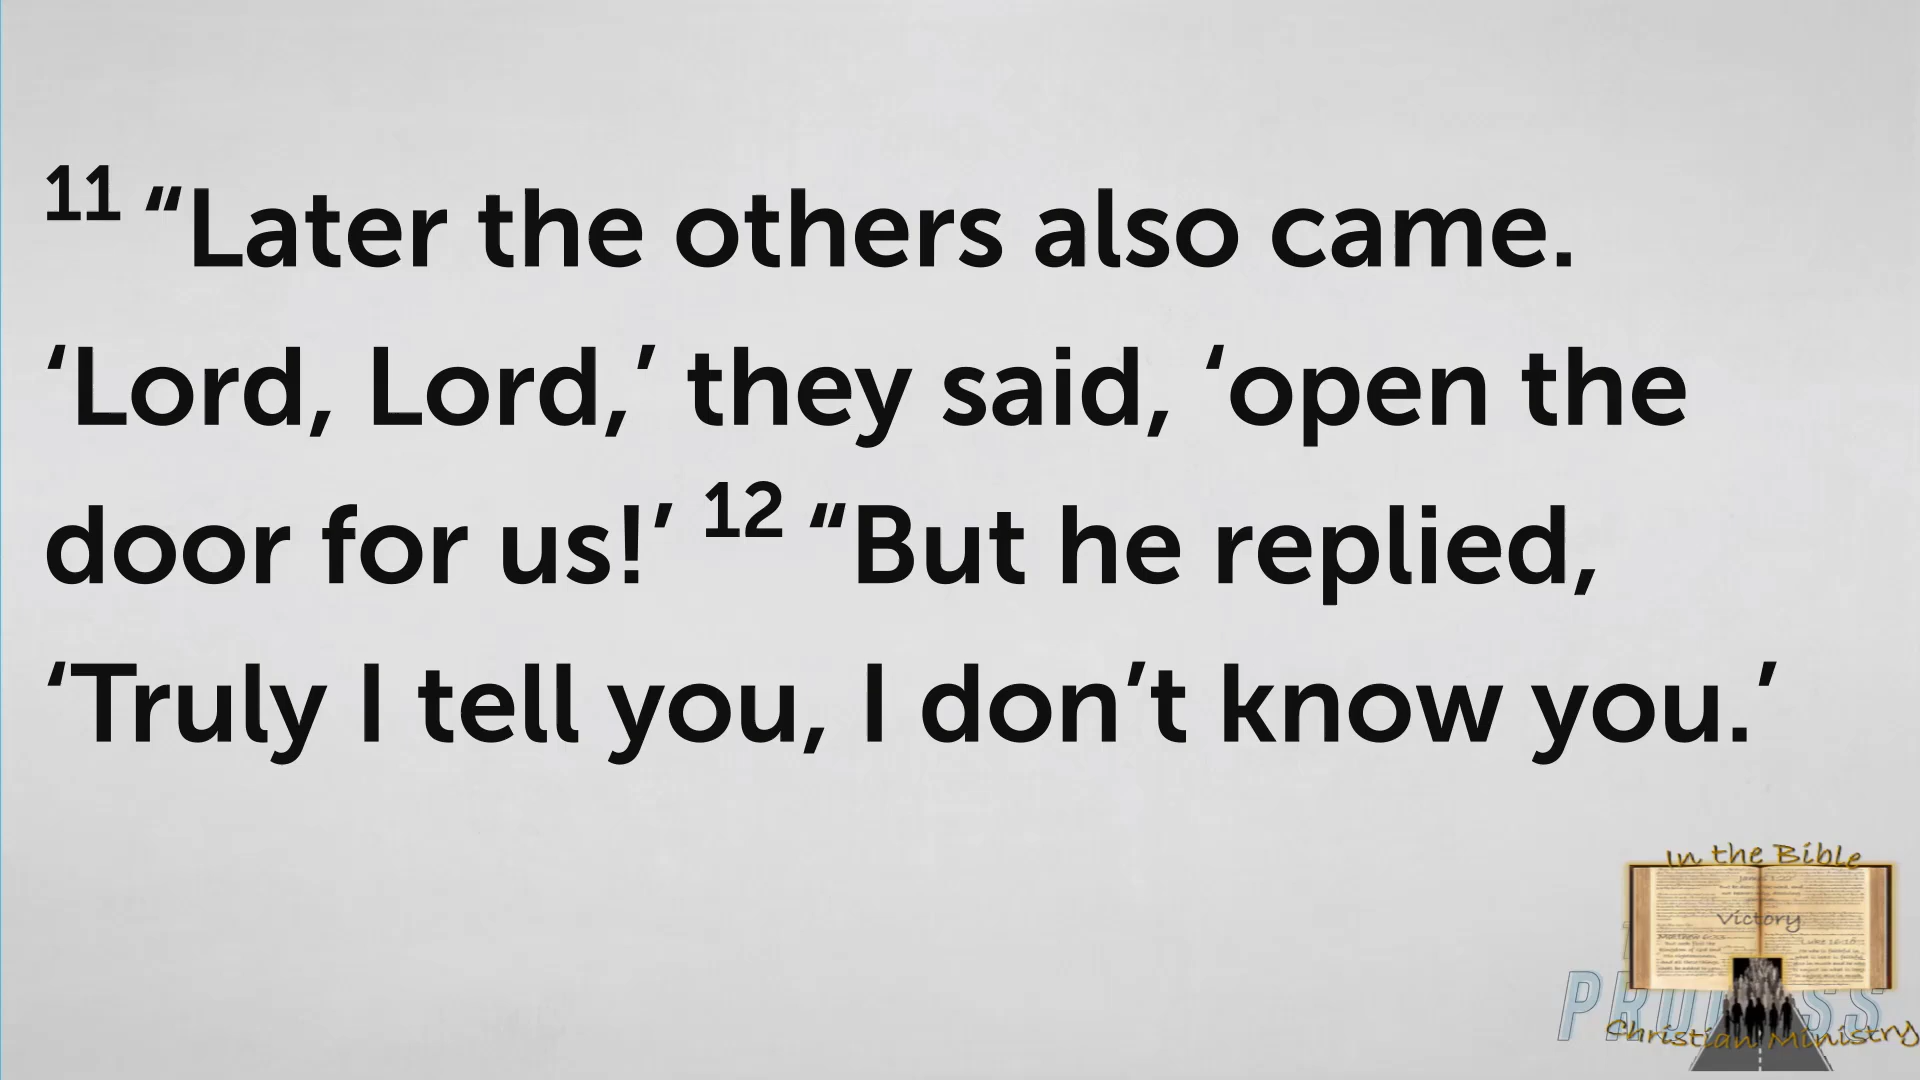 11 “Later the others also came.
‘Lord, Lord,’ they said, ‘open the
door for us!’ 12 “But he replied,
‘Truly I tell you, I don’t know you.’
In the Bible
Victory
Christian Ministry